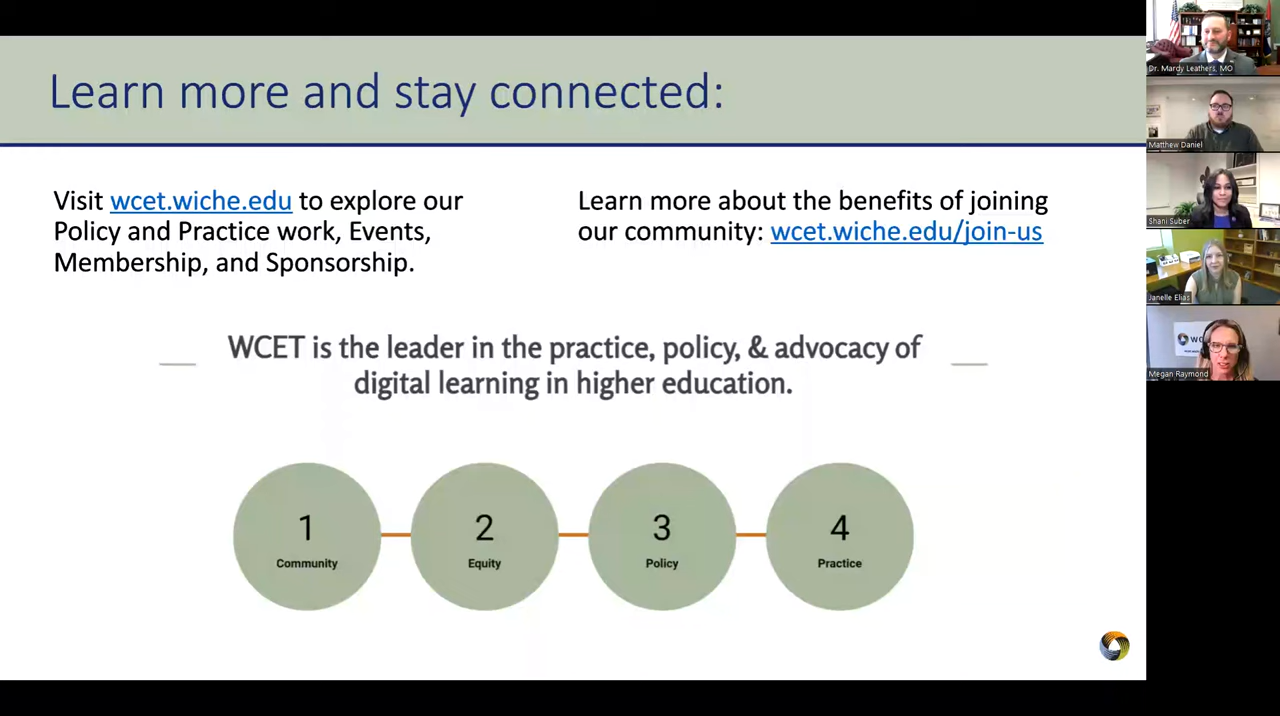 Learn more and stay connected:
Visit wcet.wiche.edu to explore our
Policy and Practice work, Events,
Membership, and Sponsorship.
Learn more about the benefits of joining
our community: wcet.wiche.edu/join-us
WCET is the leader in the practice, policy, & advocacy of
digital learning in higher education.
1
Community
2
Equity
3
Policy
4
Practice
Dr. Mardy Leathers, MO
Matthew Daniel
Shani Suber
Janelle Elias
Megan Raymond